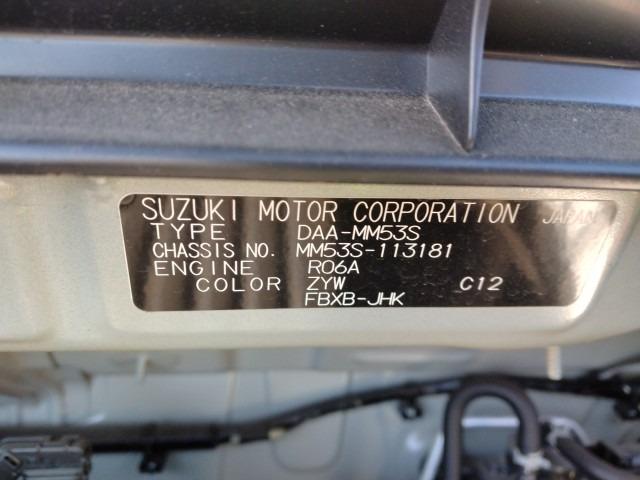 SUZUKI MOTOR CORPORATION JAPAN
TYPE DAA-MM53S
CHASSIS NO. MM53S-113181
ENGINE R06A
COLOR ZYW C12
FBXB-JHK